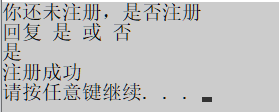 你还未注册，是否注册
回复 是 或 否
是
注册成功
请按任意键继续. . .